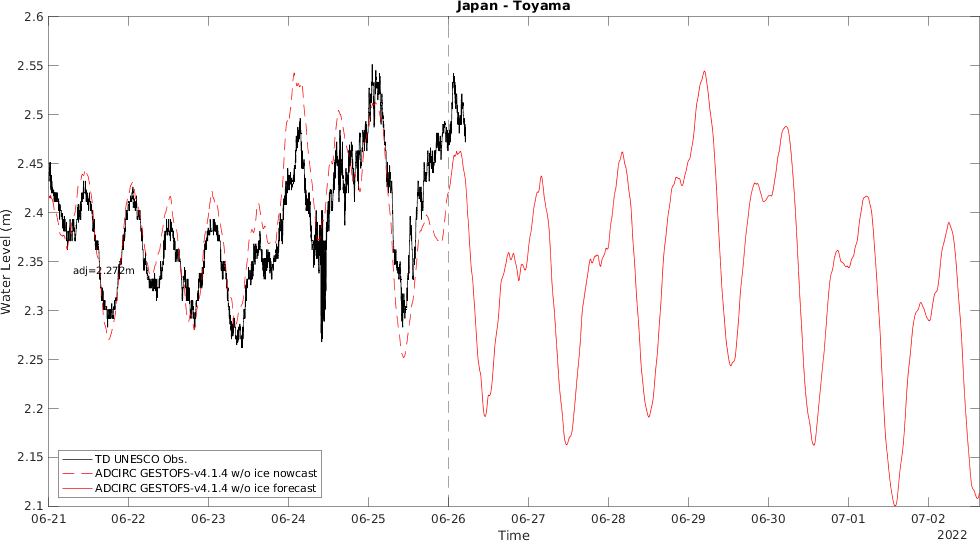 Japan - Toyama
2.6
2.55
2.5
2.45
2.4
2.35
2.3
2.25
2.2
2.15
2.1
Water Level (m)
adj=2.272m
TD UNESCO Obs.
ADCIRC GESTOFS-v4.1.4 w/o ice nowcast
ADCIRC GESTOFS-v4.1.4 w/o ice forecast
06-21 06-22 06-23 06-24 06-25 06-26 06-27 06-28 06-29 06-30 07-01 07-02
Time
2022